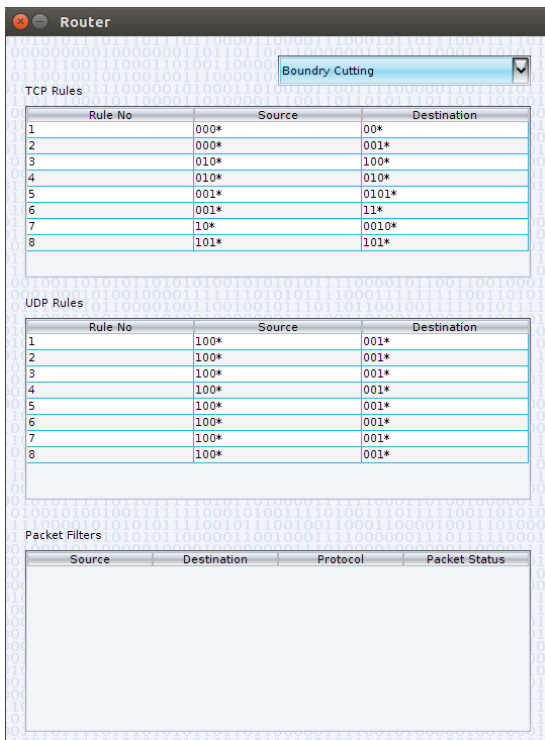 Router
Boundry Cutting
TCP Rules
Rule No Source Destination
1 000* 00*
2 000* 001*
3 010* 100*
4 010* 010*
5 001* 0101*
6 001* 11*
7 10* 0010*
8 101* 101*
UDP Rules
Rule No Source Destination
1 100* 001*
2 100* 001*
3 100* 001*
4 100* 001*
5 100* 001*
6 100* 001*
7 100* 001*
8 100* 001*
Packet Filters
Source Destination Protocol Packet Status